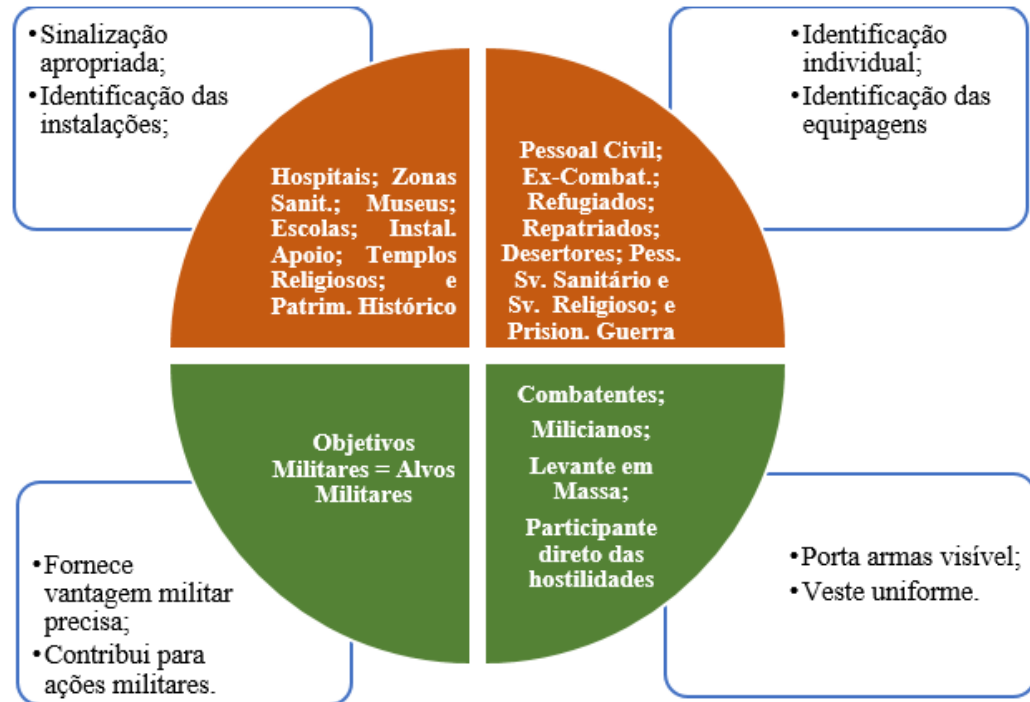 •Sinalização
apropriada;
•Identificação das
instalações;
•Identificação
individual;
•Identificação das
equipagens
Hospitais; Zonas
Sanit.; Museus;
Escolas; Instal.
Apoio; Templos
Religiosos; e
Patrim. Histórico
Pessoal Civil;
Ex-Combat.;
Refugiados;
Repatriados;
Desertores; Pess.
Sv. Sanitário e
Sv. Religioso; e
Prision. Guerra
Objetivos
Militares = Alvos
Militares
Combatentes;
Milicianos;
Levante em
Massa;
Participante
direto das
hostilidades
•Fornece
vantagem militar
precisa;
•Contribui para
ações militares.
•Porta armas visível;
•Veste uniforme.